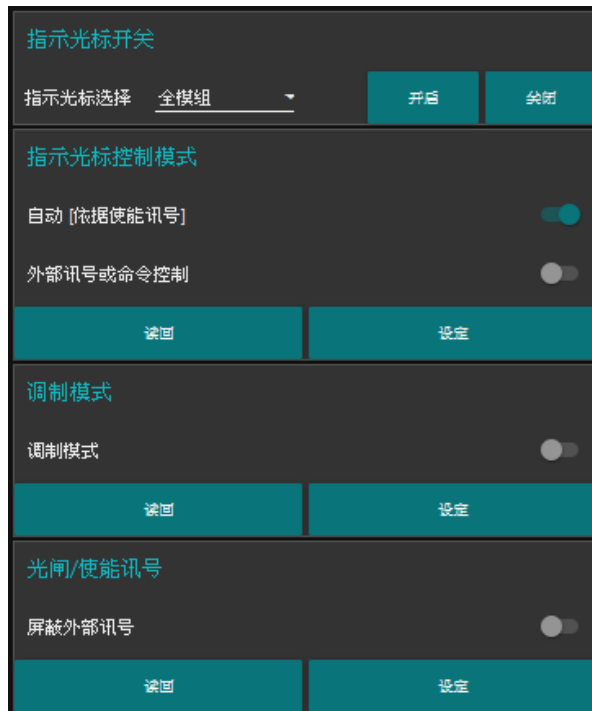 指示光标开关
指示光标选择 全模组 开启 关闭
指示光标控制模式
自动 [依据使能讯号]
外部讯号或命令控制
读回 设定
调制模式
调制模式
读回 设定
光闸/使能讯号
屏蔽外部讯号
读回 设定